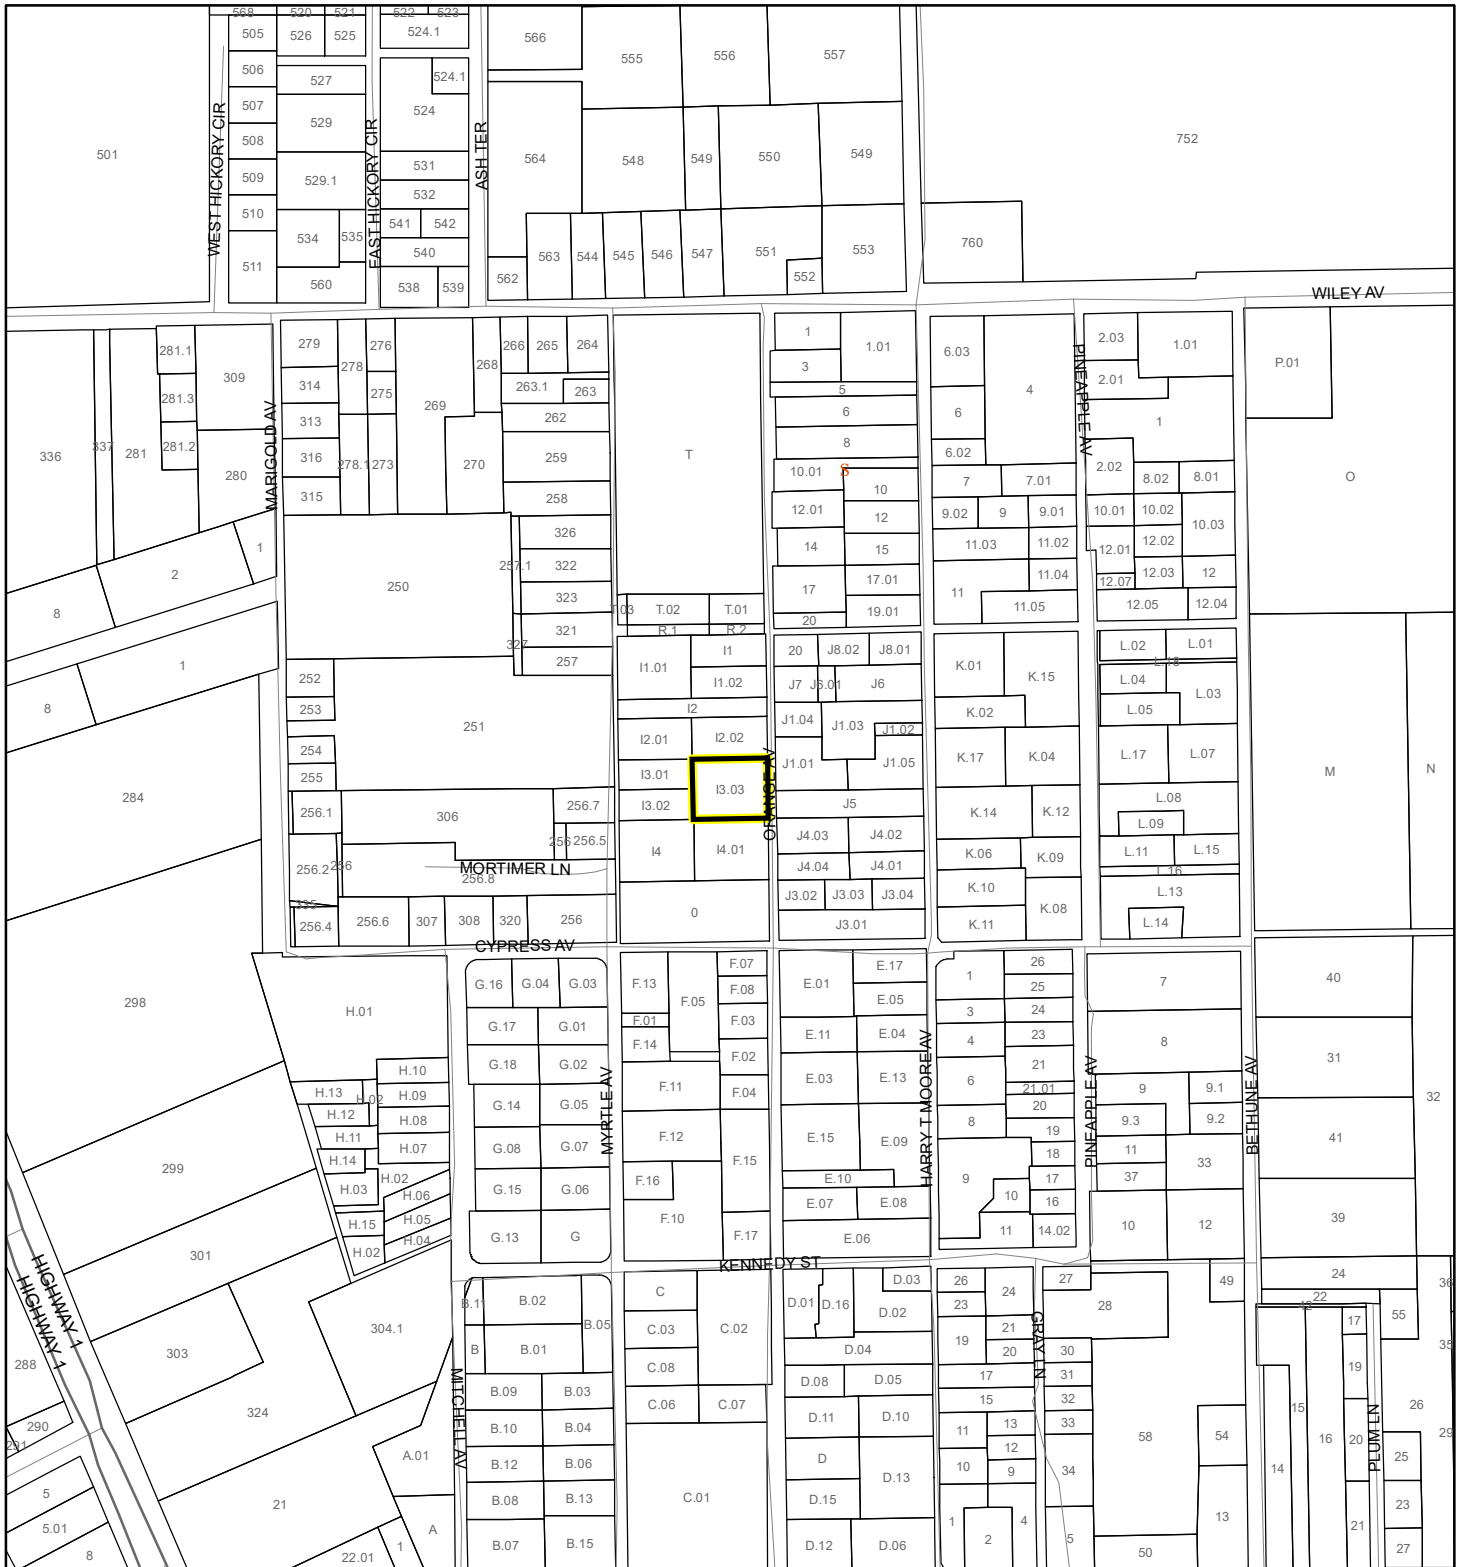 568 520 521 522 523
505 526 525 524.1 566 555 556 557
506 527 524.1
507 529 524
508 501 752
509 529.1 531 564 548 549 550 549
510 532
534 535 541 542
511 540 563 544 545 546 547 551 553 760
560 538 539 562 552
WEST HICKORY CIR
EAST HICKORY CIR
ASH TER
WILEY AV
281.1 309 279 278 276 269 268 266 265 264
281.3 314 275 263.1 263
336 337 281 281.2 280 313 262
316 278.1 273 270 259
315 258
MARIGOLD AV
326
257.1 322
250 323
321
327 257
1 2 8
1 8
252
253 251
254
255
256.1 306 256.7
256 256.5
256.2 256 MORTIMER LN
256.8
335
256.4 256.6 307 308 320 256
284
298
299
301
303
304.1
324
288
290
291
21
5
5.01
8
22.01
1
A
A.01
HIGHWAY 1
HIGHWAY 1
T
T.03 T.02 T.01
R.1 R.2
I1.01 I1
I1.02
I2
I2.01 I2.02
I3.01 I3.03
I3.02
I4 I4.01
0
ORANGE AV
1 1.01
3
5
6
8
10.01 S
10
12.01 12
14 15
17 17.01
20 19.01
20 J8.02 J8.01
J7 J6.01 J6
J1.04 J1.03 J1.02
J1.01 J1.05
J5
J4.03 J4.02
J4.04 J4.01
J3.02 J3.03 J3.04
J3.01
6.03 4
6
6.02
7 7.01
9.02 9 9.01
11.03 11.02
11 11.04
11.05
K.01 K.15
K.02
K.17 K.04
K.14 K.12
K.06 K.09
K.10 K.08
K.11
PINEAPPLE AV
2.03 1.01
2.01
1
2.02 8.02 8.01
10.01 10.02 10.03
12.01 12.02
12.07 12.03 12
12.05 12.04
L.02 L.01
L.18
L.04 L.03
L.05
L.17 L.07
L.08
L.09
L.11 L.15
L.16
L.13
L.14
P.01
O
M N
CYPRESS AV
H.01
H.10
H.13 H.02 H.09
H.12 H.08
H.11 H.07
H.14
H.03 H.02 H.06
H.15 H.05
H.02 H.04
G.16 G.04 G.03
G.17 G.01
G.18 G.02
G.14 G.05
G.08 G.07
G.15 G.06
G.13 G
MYRTLE AV
F.13 F.05 F.07
F.08
F.01 F.03
F.14 F.02
F.11 F.04
F.12
F.16 F.15
F.10 F.17
E.01 E.17
E.05
E.11 E.04
E.03 E.13
E.15 E.09
E.10
E.07 E.08
E.06
HARRY T MOORE AV
1 26
25
3 24
4 23
6 21
21.01
20
8 19
18
9 17
10 16
11 14.02
PINEAPPLE AV
7
8
9 9.1
9.3 9.2
11
37 33
10 12
BETHUNE AV
40
31
32
41
39
KENNEDY ST
B.11 B.02 B.05
B B.01
B.09 B.03
B.10 B.04
B.12 B.06
B.08 B.13
B.07 B.15
MITCHELL AV
C
C.03 C.02
C.08
C.06 C.07
C.01
D.01 D.16 D.03
D.02
D.04
D.08 D.05
D.11 D.10
D D.13
D.15
D.12 D.06
26 24
23
19 21
20
17
15
11 13
12
10 9
1 2 4
GRAY LN
27 28 49
30
31
32
33
34
5
58 54
13
50
24 36
22
42 55
17
19 35
15 26
16 20 25 29
14 23
21 27
PLUM LN